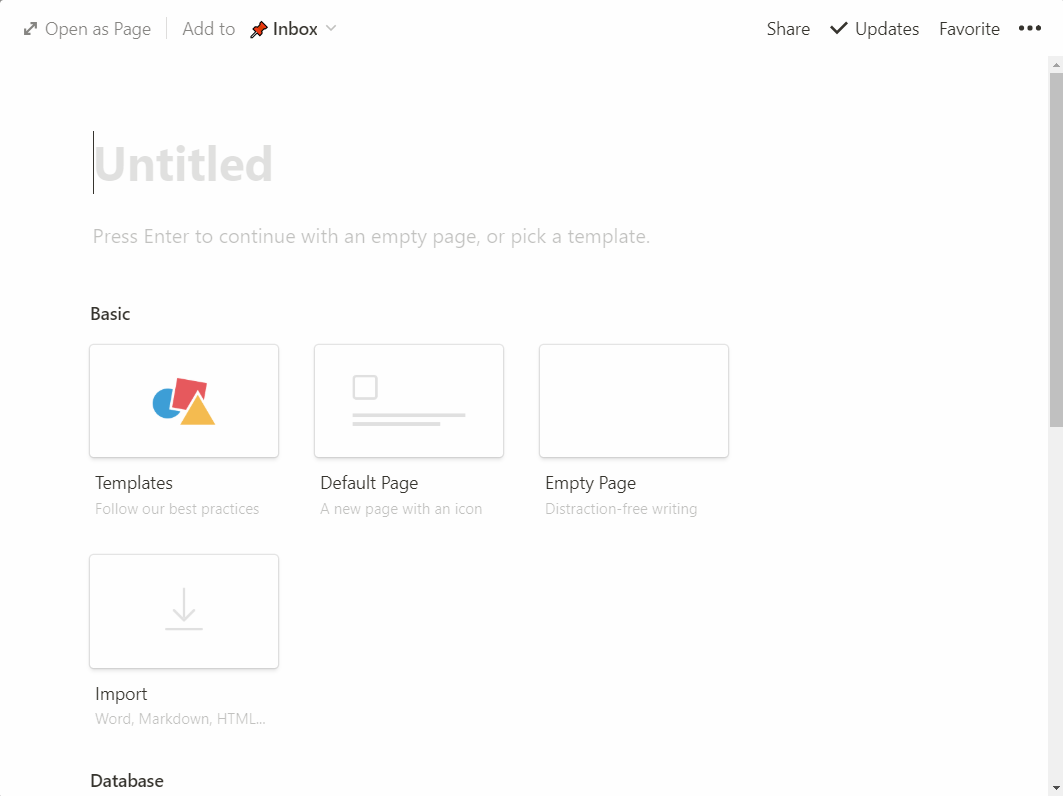 Open as Page Add to Inbox Share Updates Favorite
Untitled
Press Enter to continue with an empty page, or pick a template.
Basic
Templates Default Page Empty Page
Follow our best practices A new page with an icon Distraction-free writing
Import
Word, Markdown, HTML...
Database